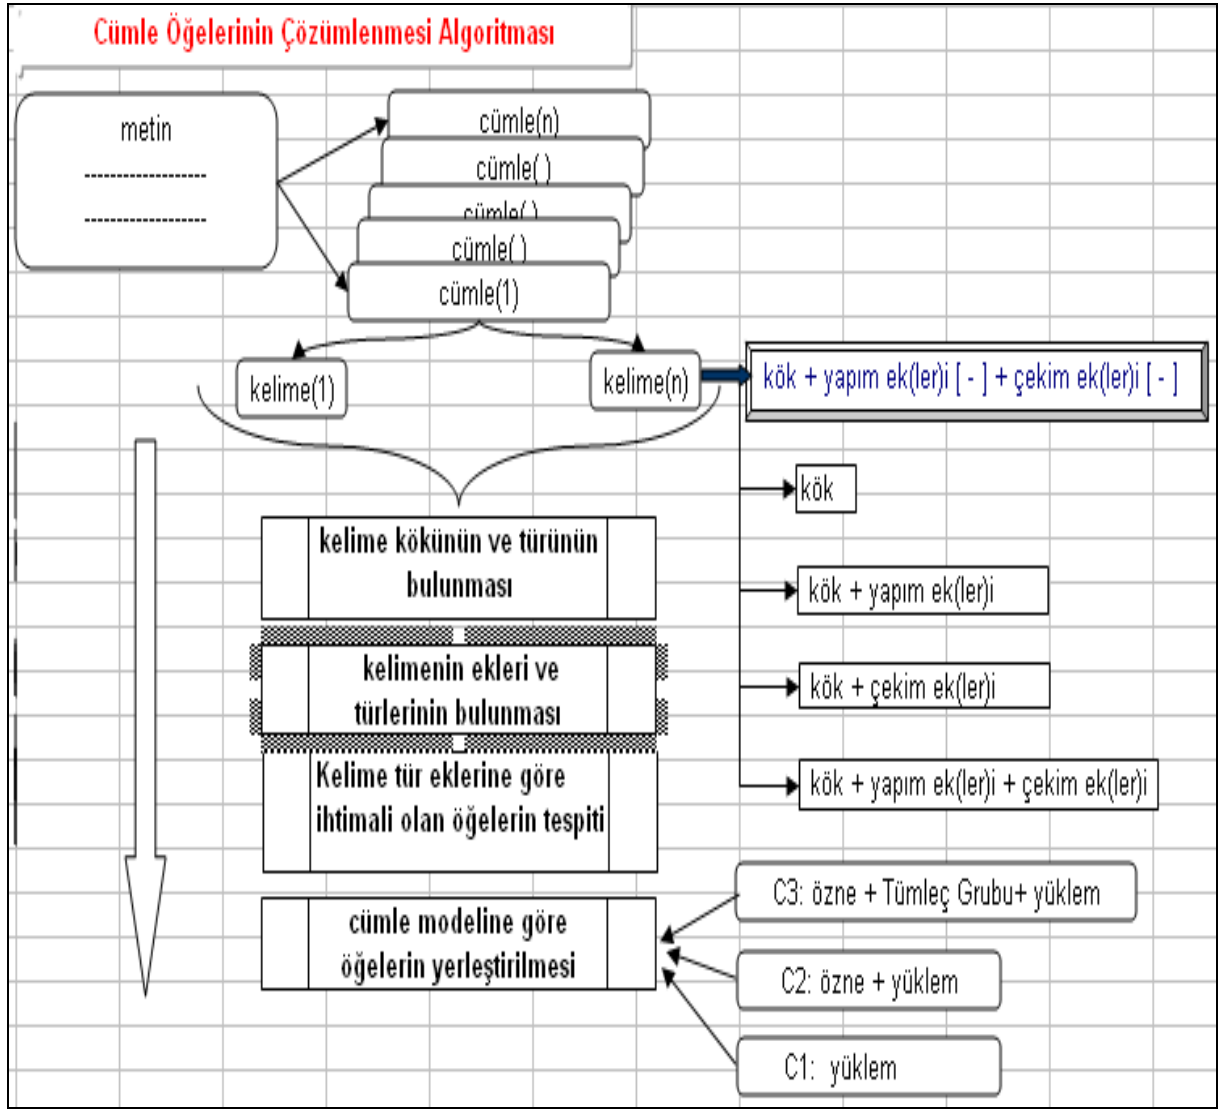 Cümle Öğelerinin Çözümlenmesi Algoritması
metin
-------------------
-------------------
cümle(n)
cümle( )
cümle( )
cümle( )
cümle(1)
kelime(1)
kelime(n)
kök + yapım ek(ler)i [ - ] + çekim ek(ler)i [ - ]
kök
kök + yapım ek(ler)i
kök + çekim ek(ler)i
kök + yapım ek(ler)i + çekim ek(ler)i
kelime kökünün ve türünün
bulunması
kelimenin ekleri ve
türlerinin bulunması
Kelime tür eklerine göre
ihtimali olan öğelerin tespiti
cümle modeline göre
öğelerin yerleştirilmesi
C3: özne + Tümleç Grubu+ yüklem
C2: özne + yüklem
C1: yüklem